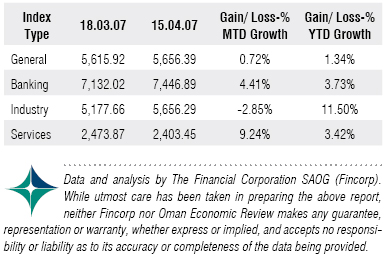 Index Type 18.03.07 15.04.07 Gain/ Loss-% MTD Growth Gain/ Loss-% YTD Growth
General 5,615.92 5,656.39 0.72% 1.34%
Banking 7,132.02 7,446.89 4.41% 3.73%
Industry 5,177.66 5,656.29 -2.85% 11.50%
Services 2,473.87 2,403.45 9.24% 3.42%
Data and analysis by The Financial Corporation SAOG (Fincorp).
While utmost care has been taken in preparing the above report,
neither Fincorp nor Oman Economic Review makes any guarantee,
representation or warranty, whether express or implied, and accepts no responsi-
bility or liability as to its accuracy or completeness of the data being provided.